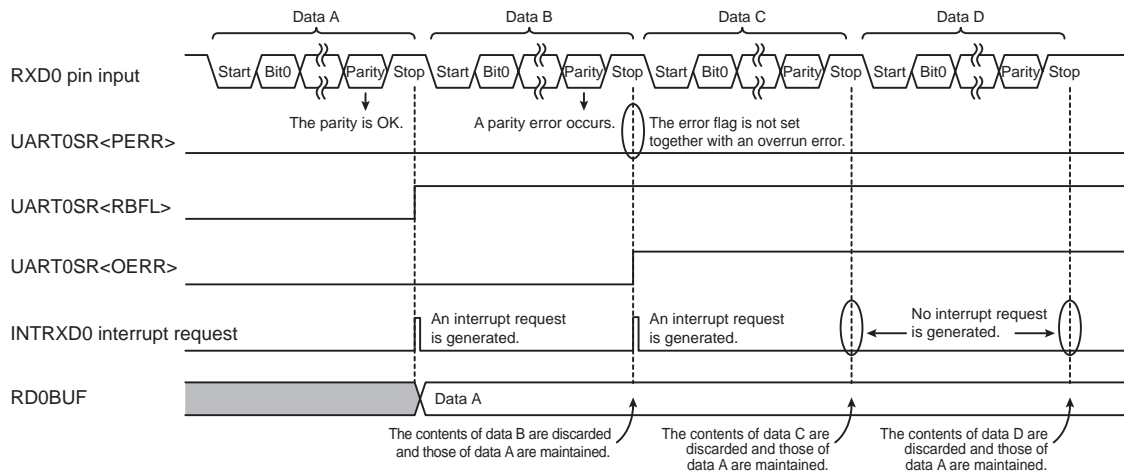 Data A Data B Data C Data D
RXD0 pin input
Start Bit0 Parity Stop Start Bit0 Parity Stop Start Bit0 Parity Stop Start Bit0 Parity Stop
The parity is OK.
A parity error occurs.
The error flag is not set
together with an overrun error.
UART0SR<PERR>
UART0SR<RBFL>
UART0SR<OERR>
INTRXD0 interrupt request
An interrupt request
is generated.
An interrupt request
is generated.
No interrupt request
is generated.
RD0BUF
Data A
The contents of data B are discarded
and those of data A are maintained.
The contents of data C are
discarded and those of
data A are maintained.
The contents of data D are
discarded and those of
data A are maintained.